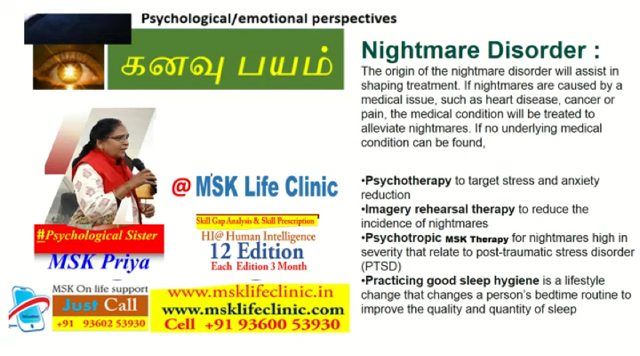 Psychological/emotional perspectives
கனவு பயம்
@ MSK Life Clinic
#Psychological Sister
MSK Priya
Skill Gap Analysis & Skill Prescription
HI@ Human Intelligence
12 Edition
Each Edition 3 Month
MSK On life support
Just Call
+91 93602 53930
www.msklifeclinic.in
www.msklifeclinic.com
Cell +91 93600 53930
Nightmare Disorder :
The origin of the nightmare disorder will assist in
shaping treatment. If nightmares are caused by a
medical issue, such as heart disease, cancer or
pain, the medical condition will be treated to
alleviate nightmares. If no underlying medical
condition can be found,
•Psychotherapy to target stress and anxiety
reduction
•Imagery rehearsal therapy to reduce the
incidence of nightmares
•Psychotropic MSK Therapy for nightmares high in
severity that relate to post-traumatic stress disorder
(PTSD)
•Practicing good sleep hygiene is a lifestyle
change that changes a person's bedtime routine to
improve the quality and quantity of sleep